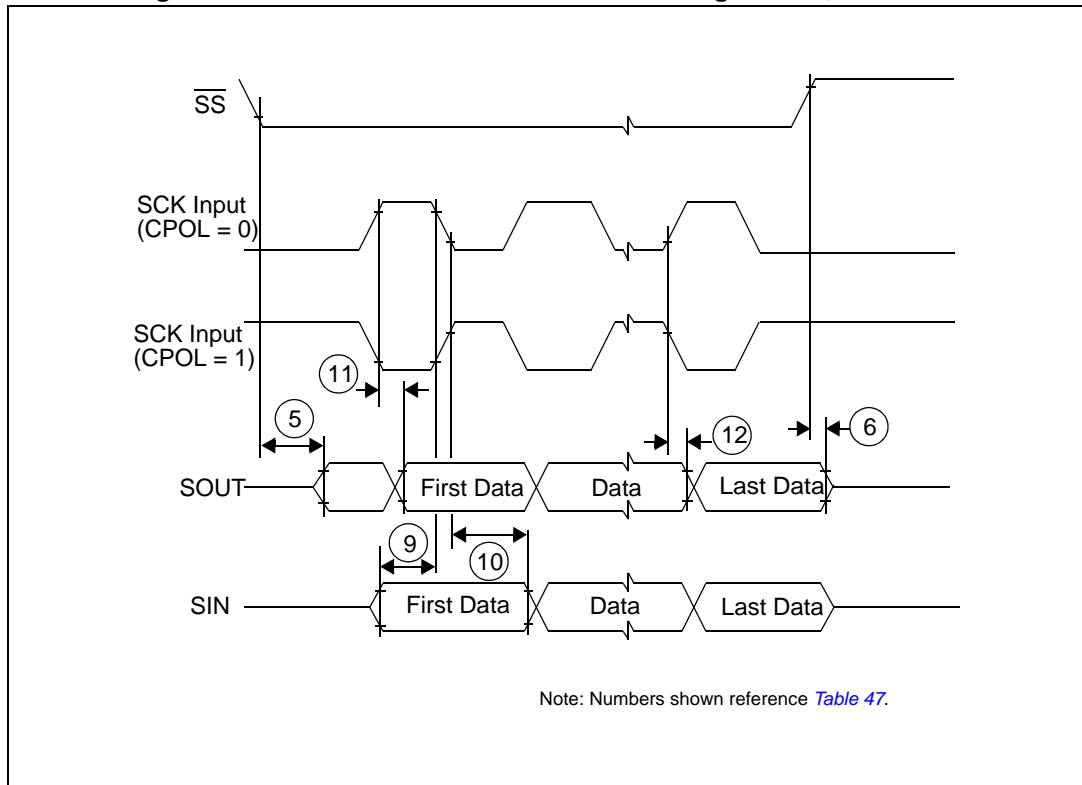 SS
SCK Input
(CPOL = 0)
SCK Input
(CPOL = 1)
11
5
12
6
SOUT
First Data
Data
Last Data
9
10
SIN
First Data
Data
Last Data
Note: Numbers shown reference Table 47.